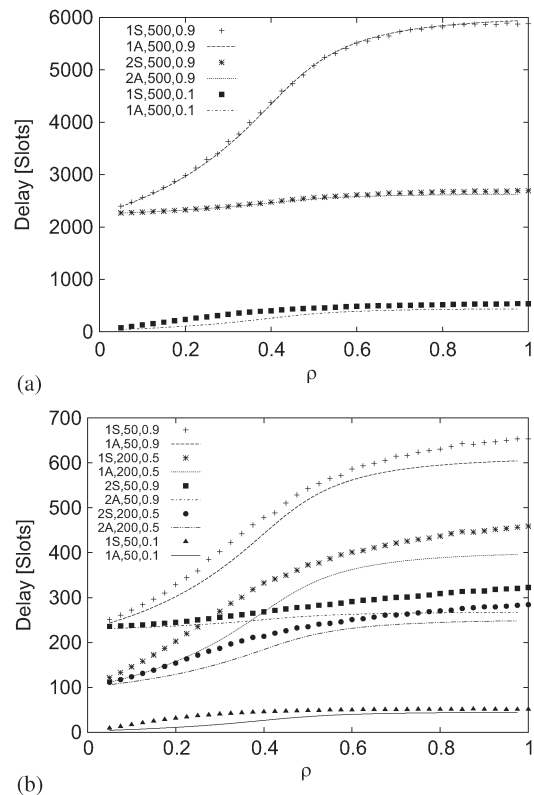 6000
5000
4000
3000
2000
1000
0
Delay [Slots]
1S,500,0.9
1A,500,0.9
2S,500,0.9
2A,500,0.9
1S,500,0.1
1A,500,0.1
0 0.2 0.4 0.6 0.8 1
ρ
(a)
700
600
500
400
300
200
100
0
Delay [Slots]
1S,50,0.9
1A,50,0.9
1S,200,0.5
1A,200,0.5
2S,50,0.9
2A,50,0.9
2S,200,0.5
2A,200,0.5
1S,50,0.1
1A,50,0.1
0 0.2 0.4 0.6 0.8 1
ρ
(b)